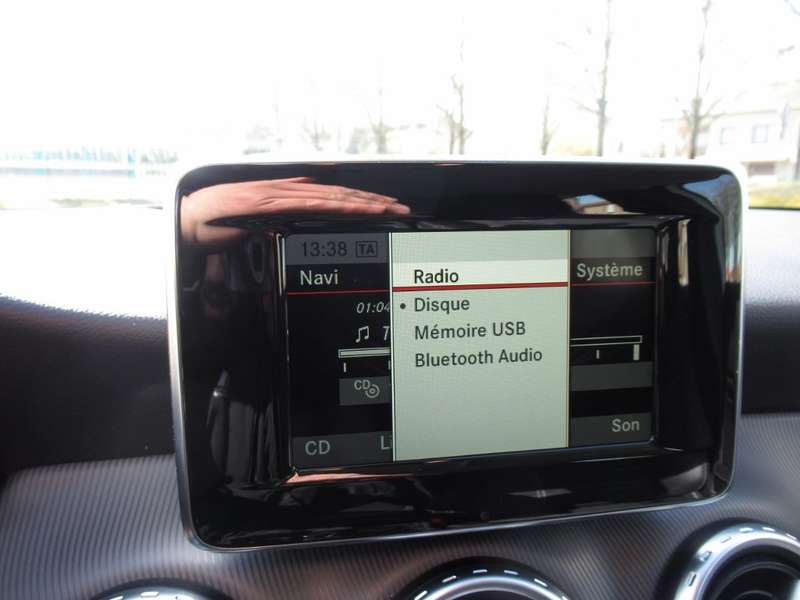 13:38 TA
Navi
Radio
Système
01:04
Disque
Mémoire USB
Bluetooth Audio
CD
CD
Son